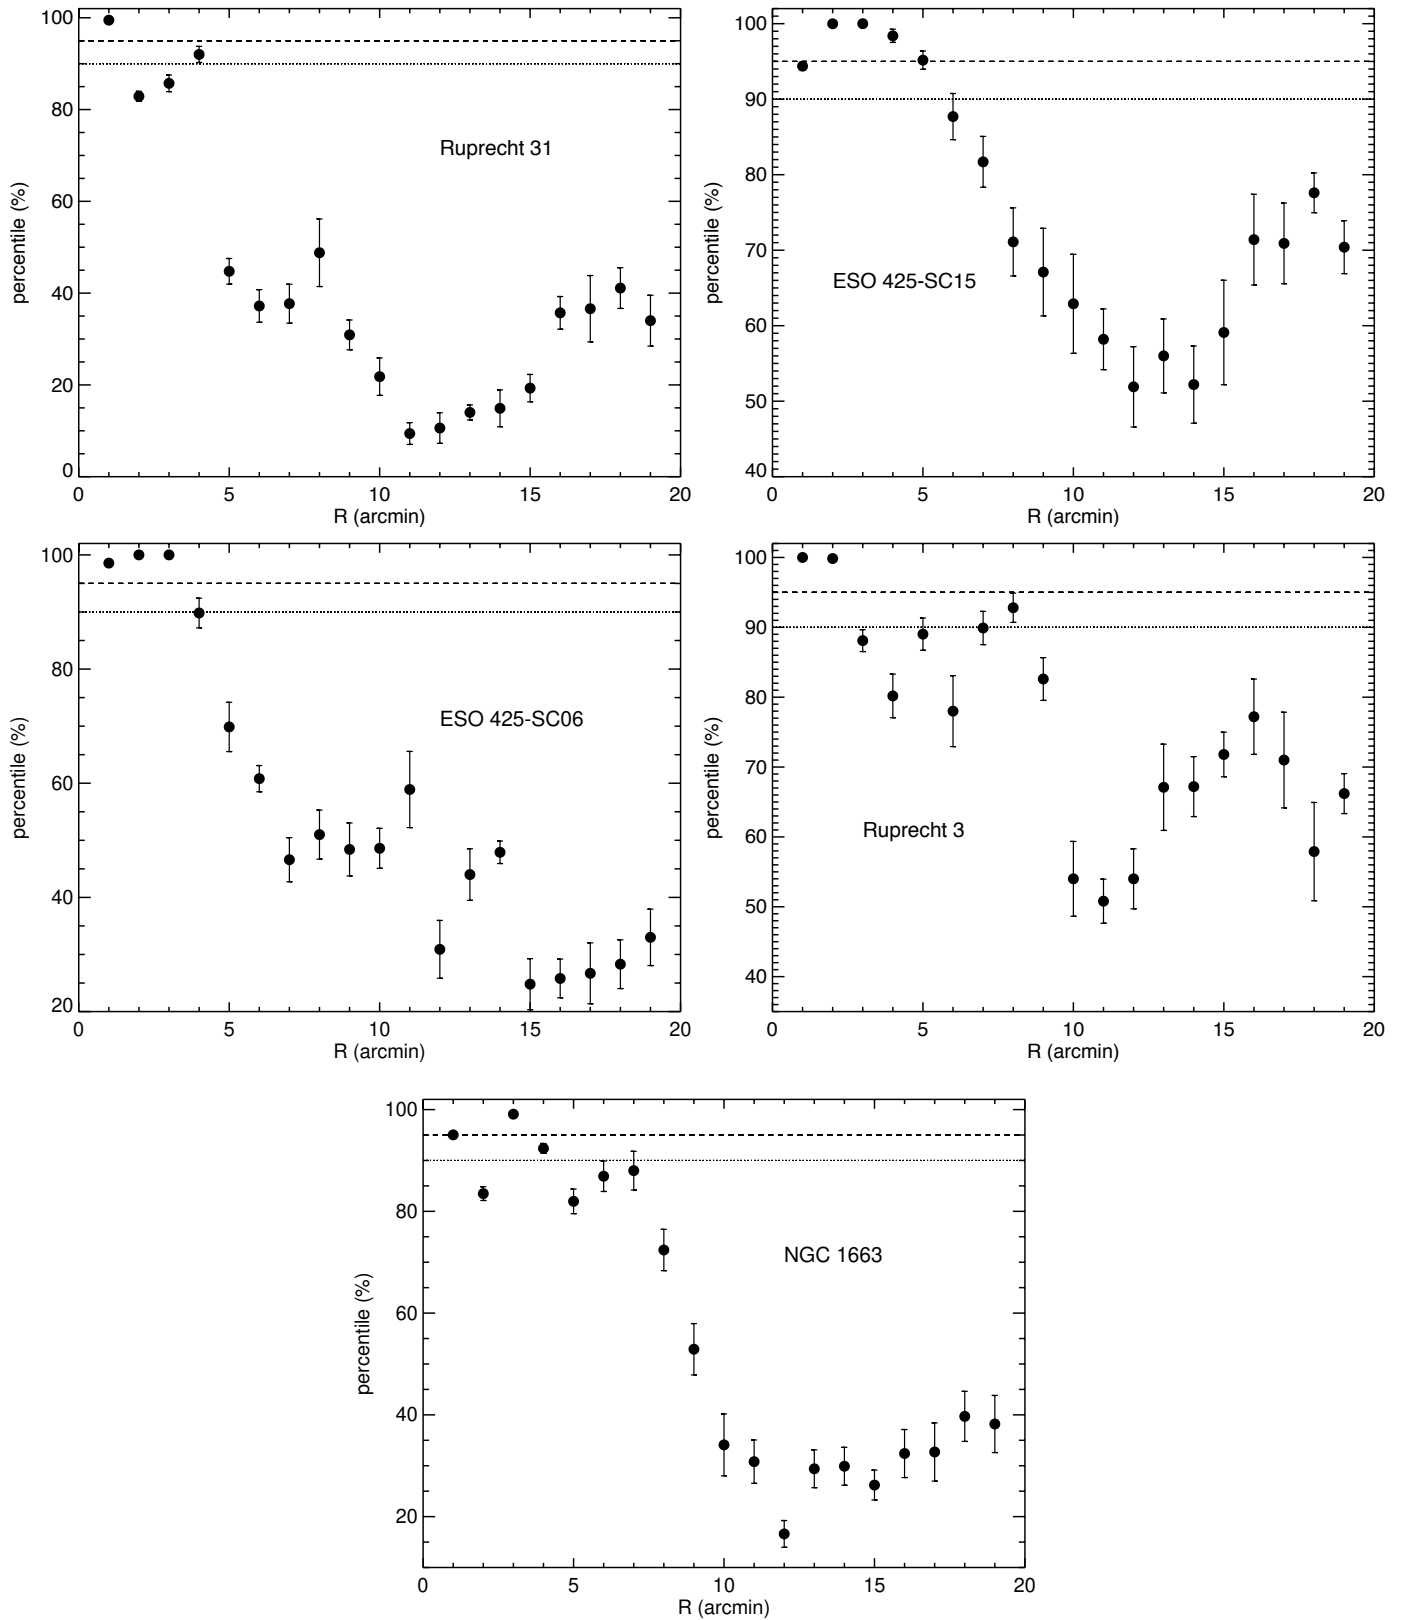 100
80
60
40
20
0
percentile (%)
Ruprecht 31
0 5 10 15 20
R (arcmin)
100
90
80
70
60
50
40
percentile (%)
ESO 425-SC15
0 5 10 15 20
R (arcmin)
100
80
60
40
20
percentile (%)
ESO 425-SC06
0 5 10 15 20
R (arcmin)
100
90
80
70
60
50
40
percentile (%)
Ruprecht 3
0 5 10 15 20
R (arcmin)
100
80
60
40
20
percentile (%)
NGC 1663
0 5 10 15 20
R (arcmin)